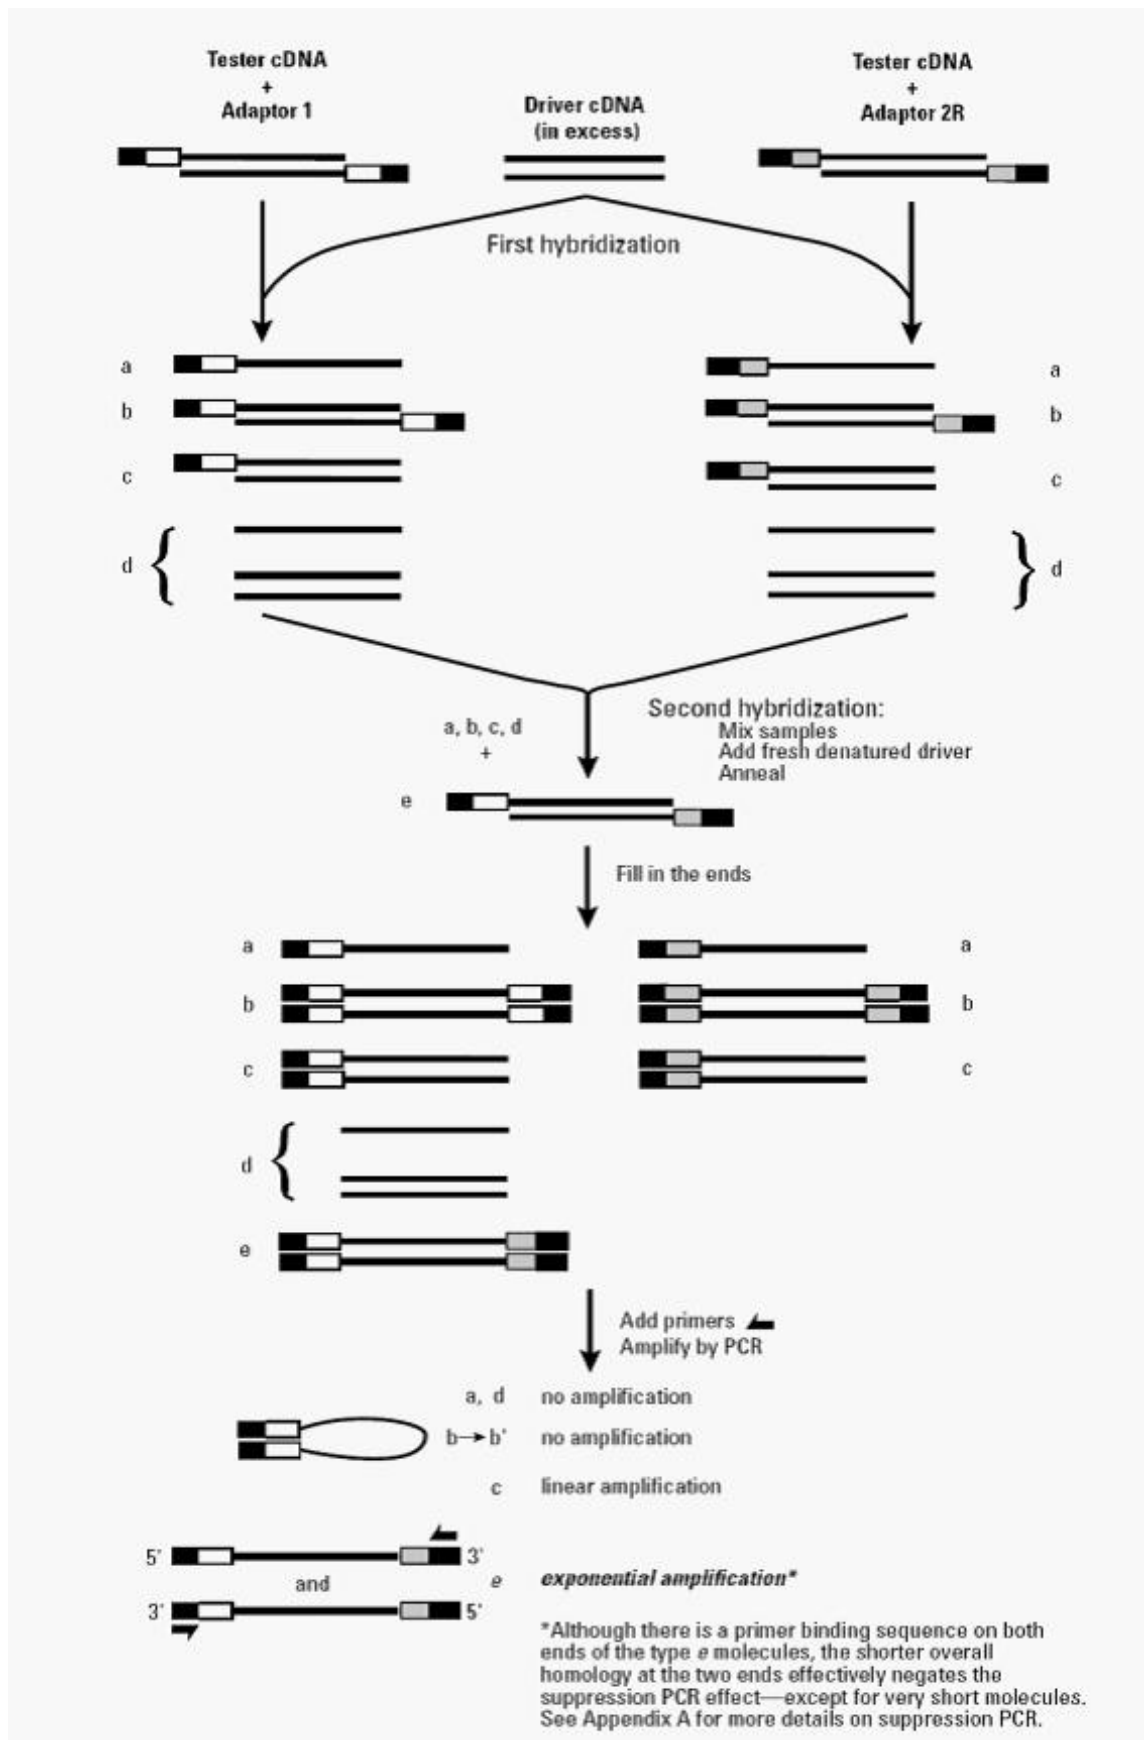 Tester cDNA
+
Adaptor 1
Driver cDNA
(in excess)
Tester cDNA
+
Adaptor 2R
First hybridization
a
b
c
d
a
b
c
d
Second hybridization:
Mix samples
Add fresh denatured driver
Anneal
a, b, c, d
+
e
Fill in the ends
a
b
c
d
e
a
b
c
Add primers
Amplify by PCR
a, d no amplification
b→b' no amplification
c linear amplification
5' 3'
and
3' 5'
e exponential amplification*
*Although there is a primer binding sequence on both
ends of the type e molecules, the shorter overall
homology at the two ends effectively negates the
suppression PCR effect—except for very short molecules.
See Appendix A for more details on suppression PCR.